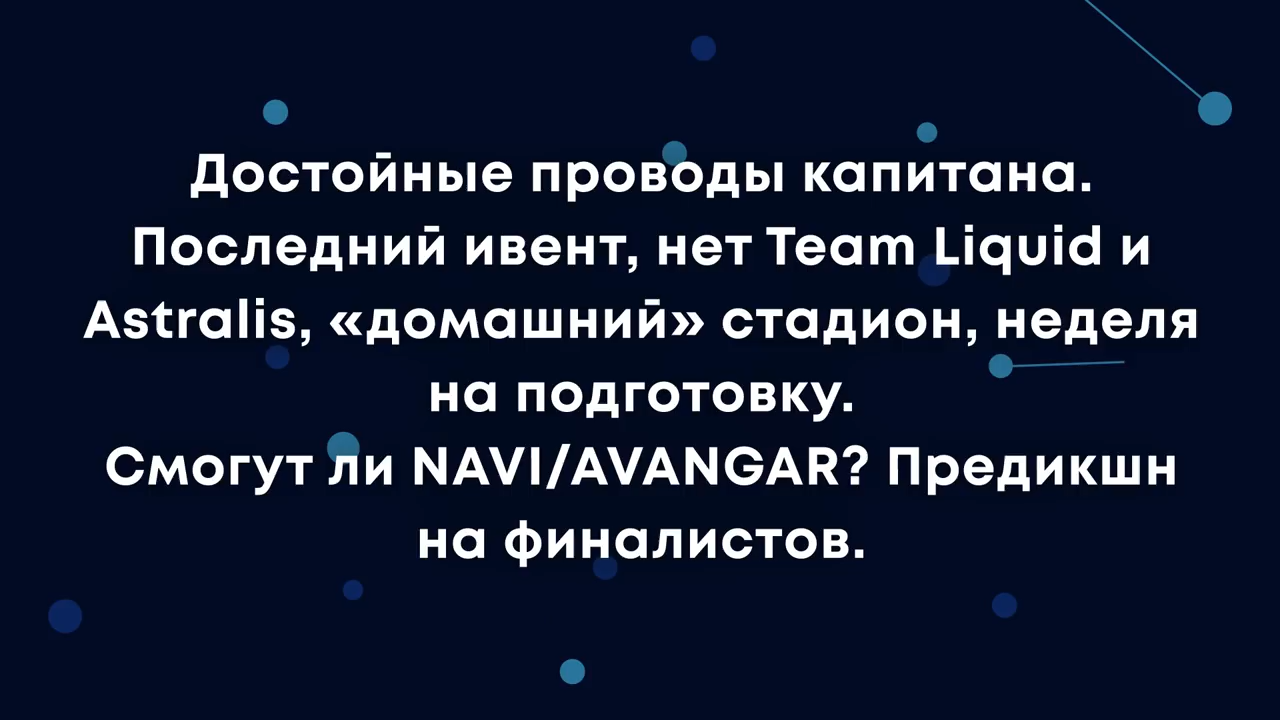 Достойные проводы капитана.
Последний ивент, нет Team Liquid и
Astralis, «домашний» стадион, неделя
на подготовку.
Смогут ли NAVI/AVANGAR? Предикшн
на финалистов.